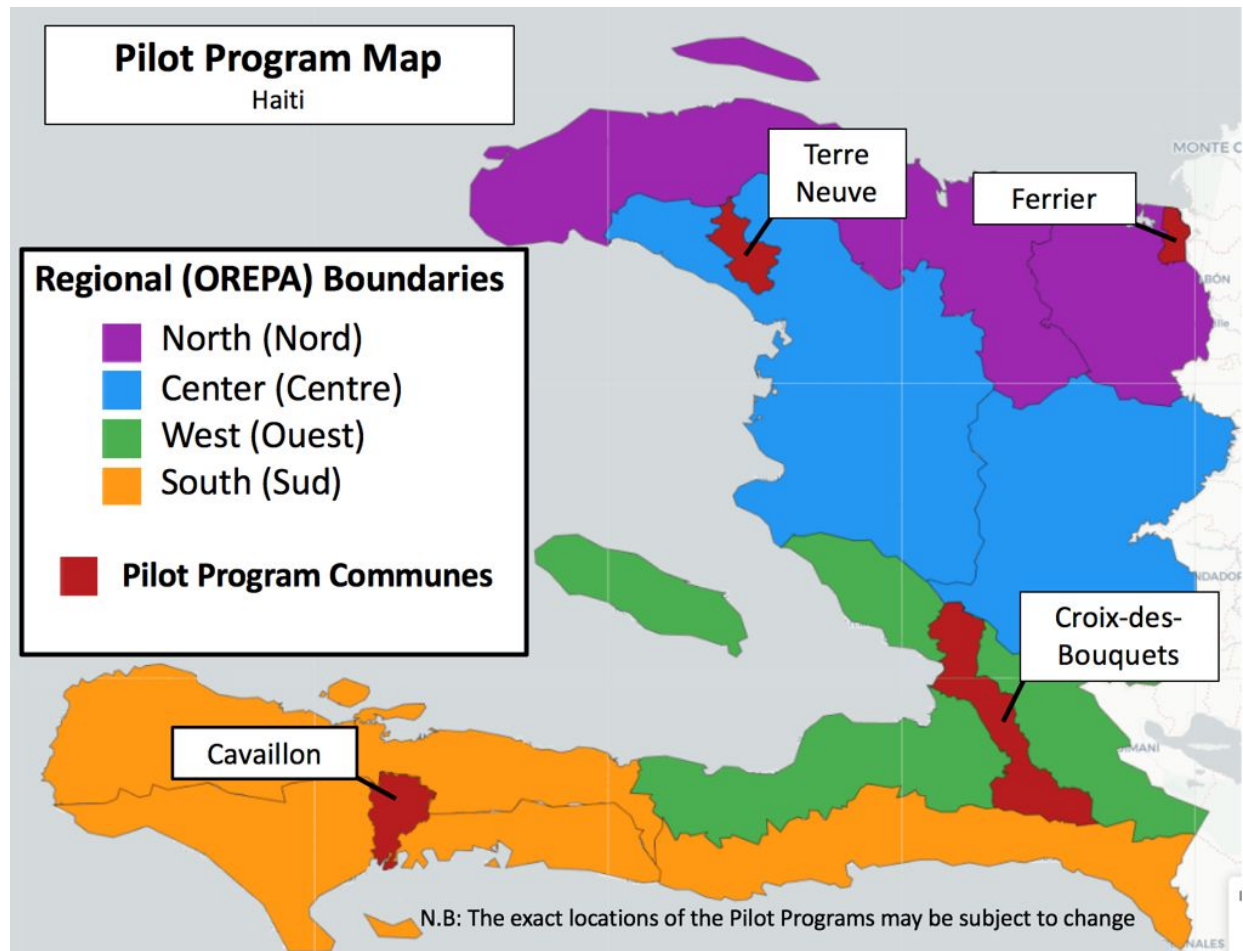 Pilot Program Map
Haiti
MONTE C
Terre
Neuve
Ferrier
Regional (OREPA) Boundaries
North (Nord)
Center (Centre)
West (Ouest)
South (Sud)
Pilot Program Communes
Croix-des-
Bouquets
Cavaillon
N.B: The exact locations of the Pilot Programs may be subject to change